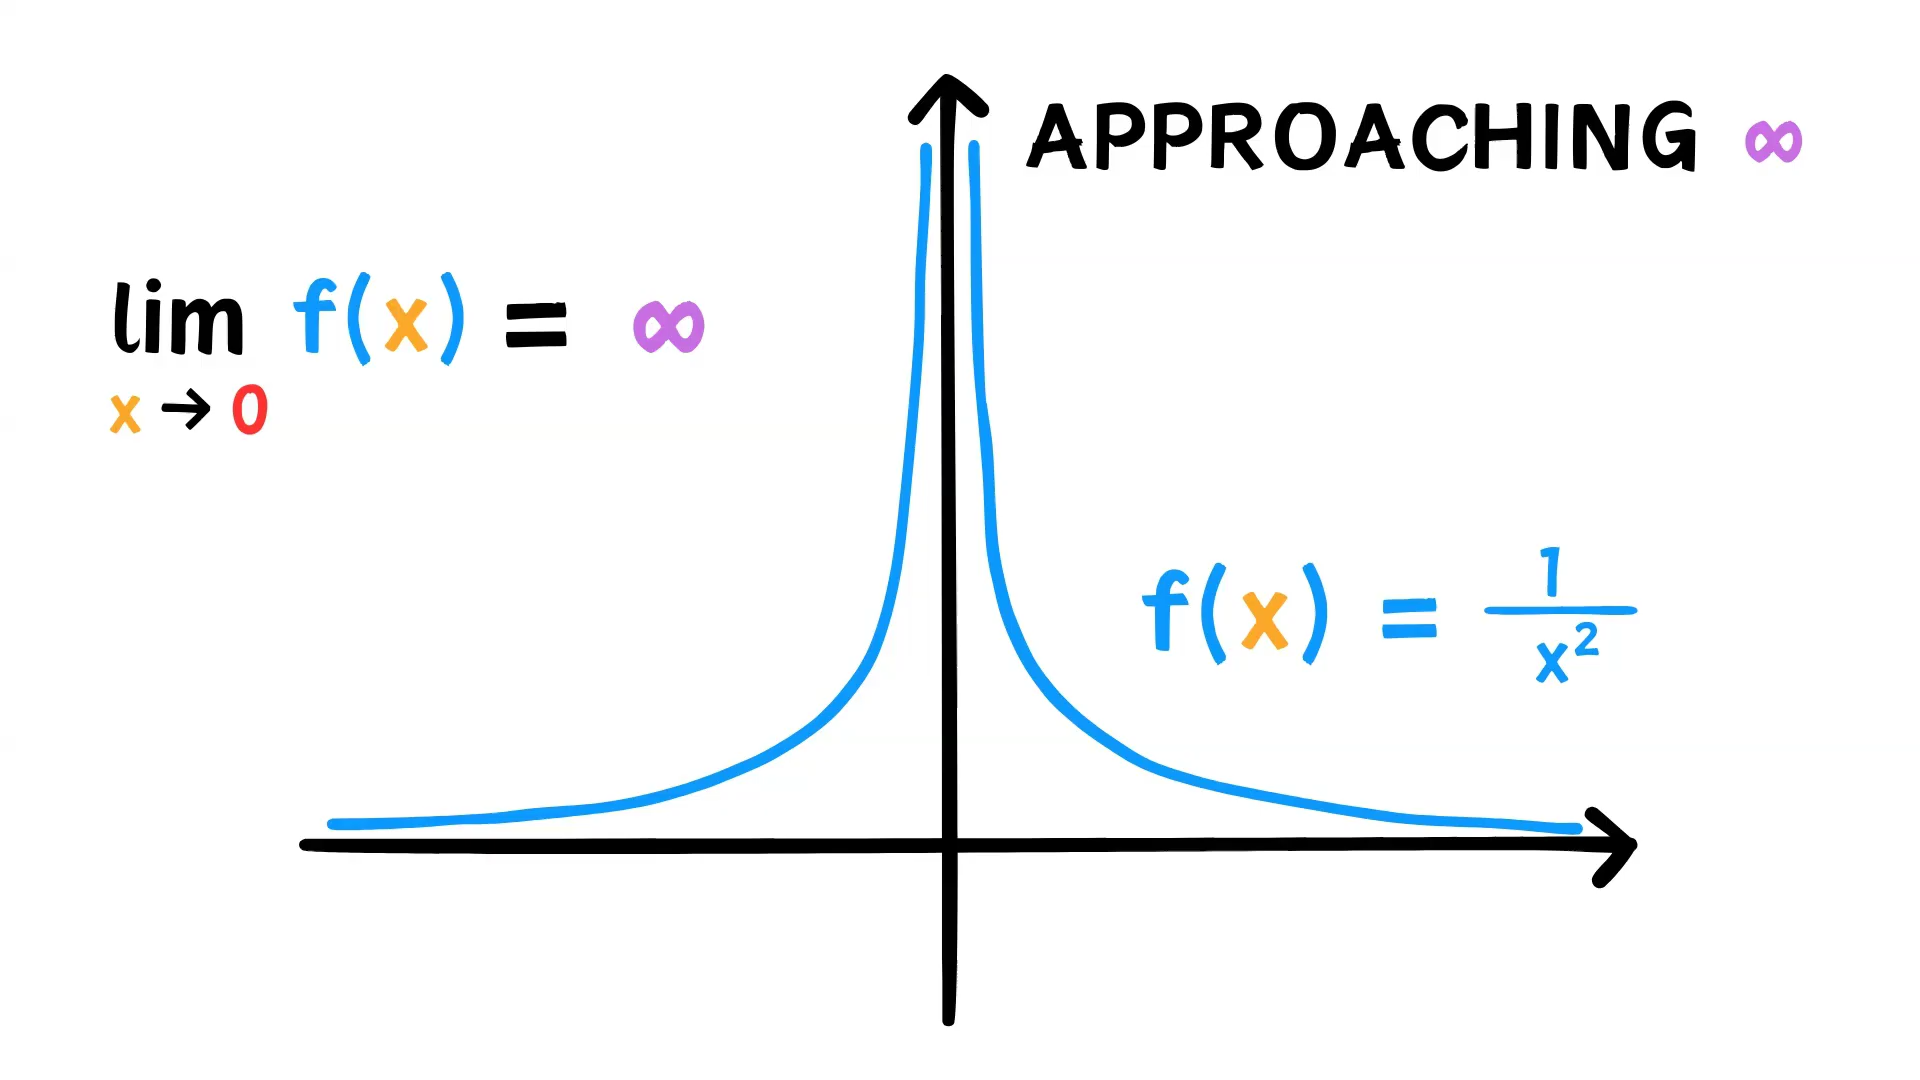 APPROACHING ∞
lim f(x) = ∞
x → 0
f(x) = 1/x²